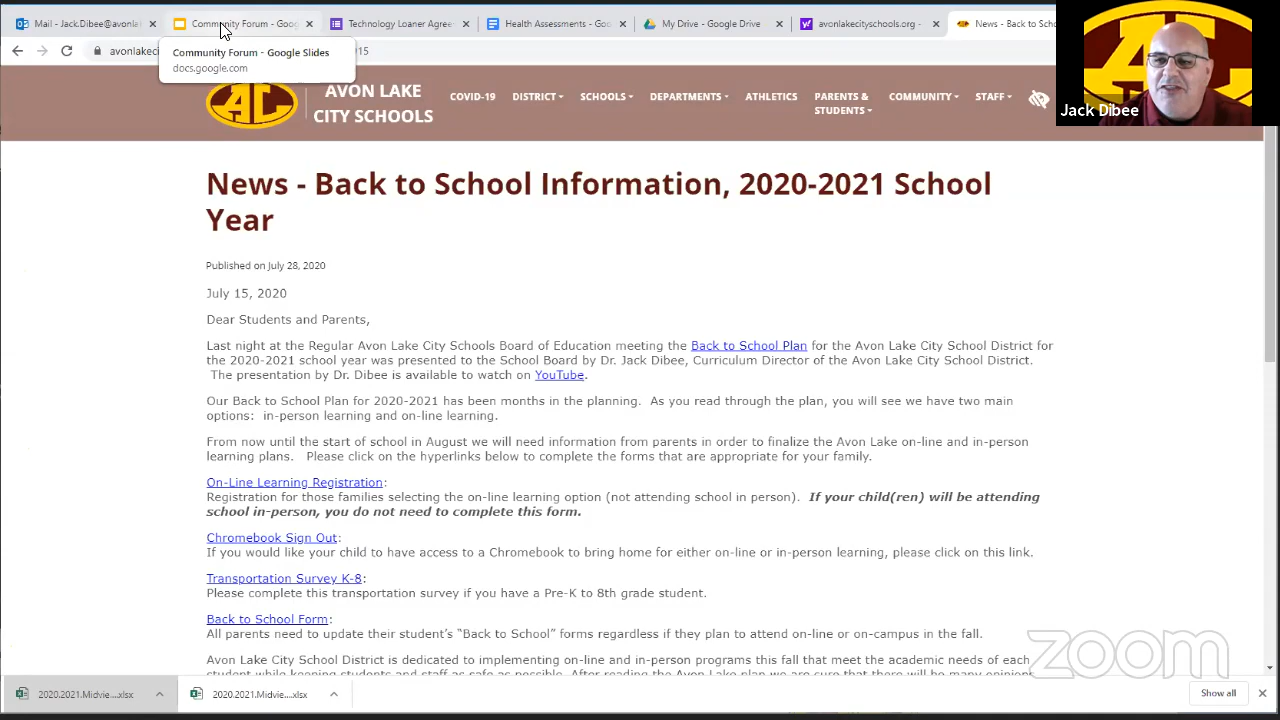 Mail - Jack.Dibee@avonlak
Community Forum - Goog
Technology Loaner Agree
Health Assessments - Goo
My Drive - Google Drive
avonlakecityschools.org -
News - Back to Scho
avonlakec
15
Community Forum - Google Slides
docs.google.com
AL
AVON LAKE
CITY SCHOOLS
COVID-19
DISTRICT
SCHOOLS
DEPARTMENTS
ATHLETICS
PARENTS &
STUDENTS
COMMUNITY
STAFF
Jack Dibee
News - Back to School Information, 2020-2021 School
Year
Published on July 28, 2020
July 15, 2020
Dear Students and Parents,
Last night at the Regular Avon Lake City Schools Board of Education meeting the Back to School Plan for the Avon Lake City School District for
the 2020-2021 school year was presented to the School Board by Dr. Jack Dibee, Curriculum Director of the Avon Lake City School District.
The presentation by Dr. Dibee is available to watch on YouTube.
Our Back to School Plan for 2020-2021 has been months in the planning. As you read through the plan, you will see we have two main
options: in-person learning and on-line learning.
From now until the start of school in August we will need information from parents in order to finalize the Avon Lake on-line and in-person
learning plans. Please click on the hyperlinks below to complete the forms that are appropriate for your family.
On-Line Learning Registration:
Registration for those families selecting the on-line learning option (not attending school in person). If your child(ren) will be attending
school in-person, you do not need to complete this form.
Chromebook Sign Out:
If you would like your child to have access to a Chromebook to bring home for either on-line or in-person learning, please click on this link.
Transportation Survey K-8:
Please complete this transportation survey if you have a Pre-K to 8th grade student.
Back to School Form:
All parents need to update their student's "Back to School" forms regardless if they plan to attend on-line or on-campus in the fall.
Avon Lake City School District is dedicated to implementing on-line and in-person programs this fall that meet the academic needs of each
student while keeping students and staff as safe as possible. After reading the Avon Lake plan we are sure that there will be many opinions
zoom
2020.2021.Midvie....xlsx
2020.2021.Midvie....xlsx
Show all